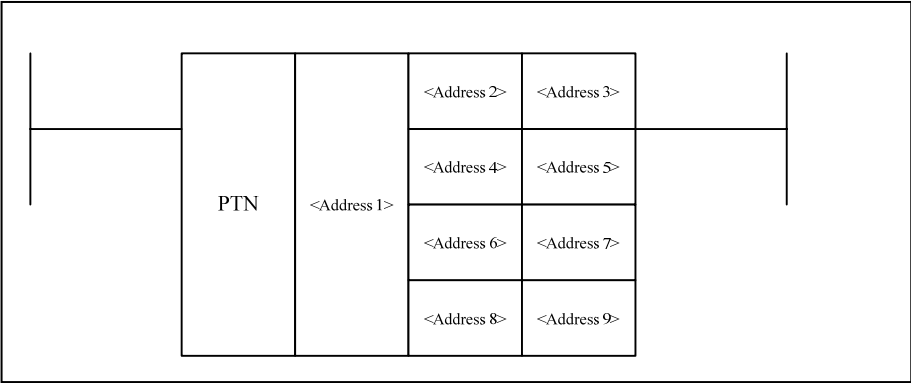 <Address 2> <Address 3>
<Address 4> <Address 5>
PTN <Address 1>
<Address 6> <Address 7>
<Address 8> <Address 9>